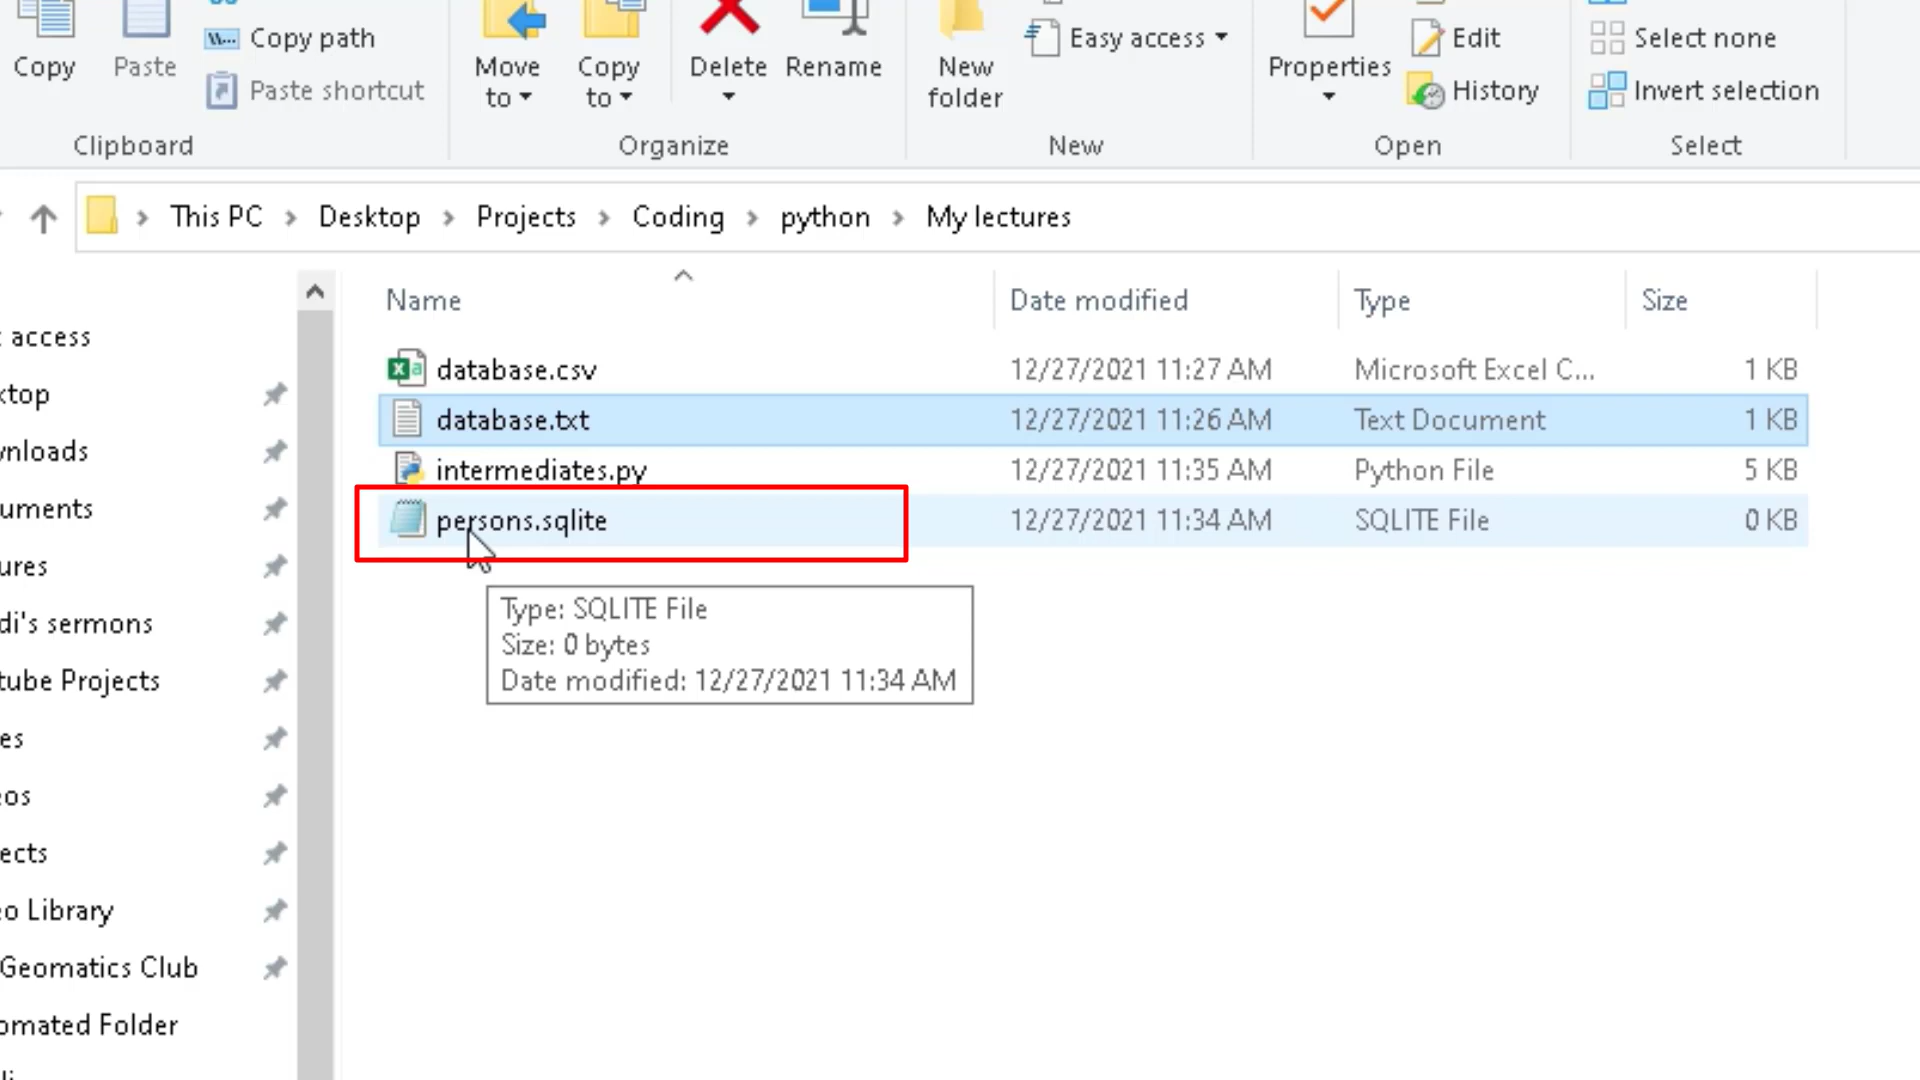 Copy
Paste
Copy path
Paste shortcut
Clipboard
Move to
Copy to
Delete
Rename
Organize
New folder
Easy access
New
Properties
Edit
History
Open
Select none
Invert selection
Select
This PC > Desktop > Projects > Coding > python > My lectures
Name Date modified Type Size
database.csv 12/27/2021 11:27 AM Microsoft Excel C... 1 KB
database.txt 12/27/2021 11:26 AM Text Document 1 KB
intermediates.py 12/27/2021 11:35 AM Python File 5 KB
persons.sqlite 12/27/2021 11:34 AM SQLITE File 0 KB
Type: SQLITE File
Size: 0 bytes
Date modified: 12/27/2021 11:34 AM
access
ktop
wnloads
uments
ures
di's sermons
tube Projects
es
eos
ects
eo Library
Geomatics Club
omated Folder